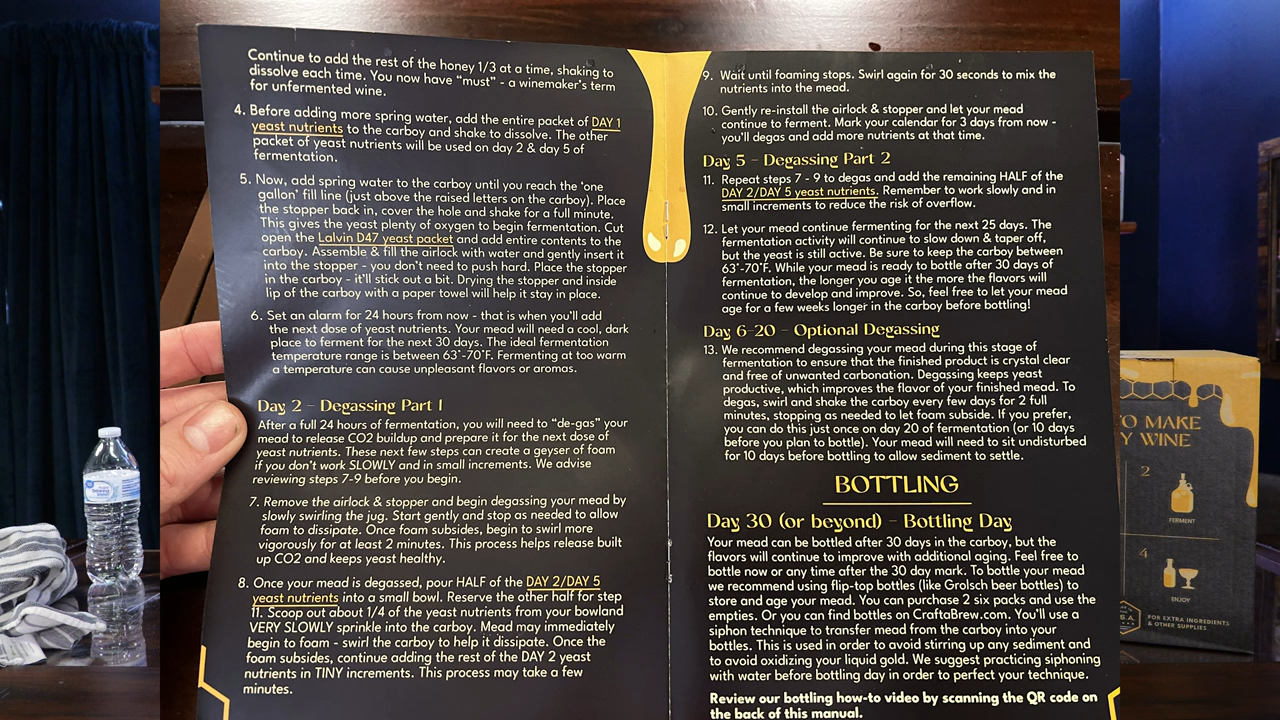 Continue to add the rest of the honey 1/3 at a time, shaking to
dissolve each time. You now have “must” - a winemaker's term
for unfermented wine.
4. Before adding more spring water, add the entire packet of DAY 1
yeast nutrients to the carboy and shake to dissolve. The other
packet of yeast nutrients will be used on day 2 & day 5 of
fermentation.
5. Now, add spring water to the carboy until you reach the 'one
gallon' fill line (just above the raised letters on the carboy). Place
the stopper back in, cover the hole and shake for a full minute.
This gives the yeast plenty of oxygen to begin fermentation. Cut
open the Lalvin D47 yeast packet and add entire contents to the
carboy. Assemble & fill the airlock with water and gently insert it
into the stopper - you don't need to push hard. Place the stopper
in the carboy - it'll stick out a bit. Drying the stopper and inside
lip of the carboy with a paper towel will help it stay in place.
6. Set an alarm for 24 hours from now - that is when you'll add
the next dose of yeast nutrients. Your mead will need a cool, dark
place to ferment for the next 30 days. The ideal fermentation
temperature range is between 63°-70°F. Fermenting at too warm
a temperature can cause unpleasant flavors or aromas.
Day 2 - Degassing Part 1
After a full 24 hours of fermentation, you will need to “de-gas” your
mead to release CO2 buildup and prepare it for the next dose of
yeast nutrients. These next few steps can create a geyser of foam
if you don't work SLOWLY and in small increments. We advise
reviewing steps 7-9 before you begin.
7. Remove the airlock & stopper and begin degassing your mead by
slowly swirling the jug. Start gently and stop as needed to allow
foam to dissipate. Once foam subsides, begin to swirl more
vigorously for at least 2 minutes. This process helps release built
up CO2 and keeps yeast healthy.
8. Once your mead is degassed, pour HALF of the DAY 2/DAY 5
yeast nutrients into a small bowl. Reserve the other half for step
11. Scoop out about 1/4 of the yeast nutrients from your bowland
VERY SLOWLY sprinkle into the carboy. Mead may immediately
begin to foam - swirl the carboy to help it dissipate. Once the
foam subsides, continue adding the rest of the DAY 2 yeast
nutrients in TINY increments. This process may take a few
minutes.
9. Wait until foaming stops. Swirl again for 30 seconds to mix the
nutrients into the mead.
10. Gently re-install the airlock & stopper and let your mead
continue to ferment. Mark your calendar for 3 days from now -
you'll degas and add more nutrients at that time.
Day 5 - Degassing Part 2
11. Repeat steps 7 - 9 to degas and add the remaining HALF of the
DAY 2/DAY 5 yeast nutrients. Remember to work slowly and in
small increments to reduce the risk of overflow.
12. Let your mead continue fermenting for the next 25 days. The
fermentation activity will continue to slow down & taper off,
but the yeast is still active. Be sure to keep the carboy between
63°-70°F. While your mead is ready to bottle after 30 days of
fermentation, the longer you age it the more the flavors will
continue to develop and improve. So, feel free to let your mead
age for a few weeks longer in the carboy before bottling!
Day 6-20 - Optional Degassing
13. We recommend degassing your mead during this stage of
fermentation to ensure that the finished product is crystal clear
and free of unwanted carbonation. Degassing keeps yeast
productive, which improves the flavor of your finished mead. To
degas, swirl and shake the carboy every few days for 2 full
minutes, stopping as needed to let foam subside. If you prefer,
you can do this just once on day 20 of fermentation (or 10 days
before you plan to bottle). Your mead will need to sit undisturbed
for 10 days before bottling to allow sediment to settle.
BOTTLING
Day 30 (or beyond) - Bottling Day
Your mead can be bottled after 30 days in the carboy, but the
flavors will continue to improve with additional aging. Feel free to
bottle now or any time after the 30 day mark. To bottle your mead
we recommend using flip-top bottles (like Grolsch beer bottles) to
store and age your mead. You can purchase 2 six packs and use the
empties. Or you can find bottles on CraftaBrew.com. You'll use a
siphon technique to transfer mead from the carboy into your
bottles. This is used in order to avoid stirring up any sediment and
to avoid oxidizing your liquid gold. We suggest practicing siphoning
with water before bottling day in order to perfect your technique.
Review our bottling how-to video by scanning the QR code on
the back of this manual.
TO MAKE
Y WINE
2
FERMENT
4
ENJOY
FOR EXTRA INGREDIENTS
& OTHER SUPPLIES